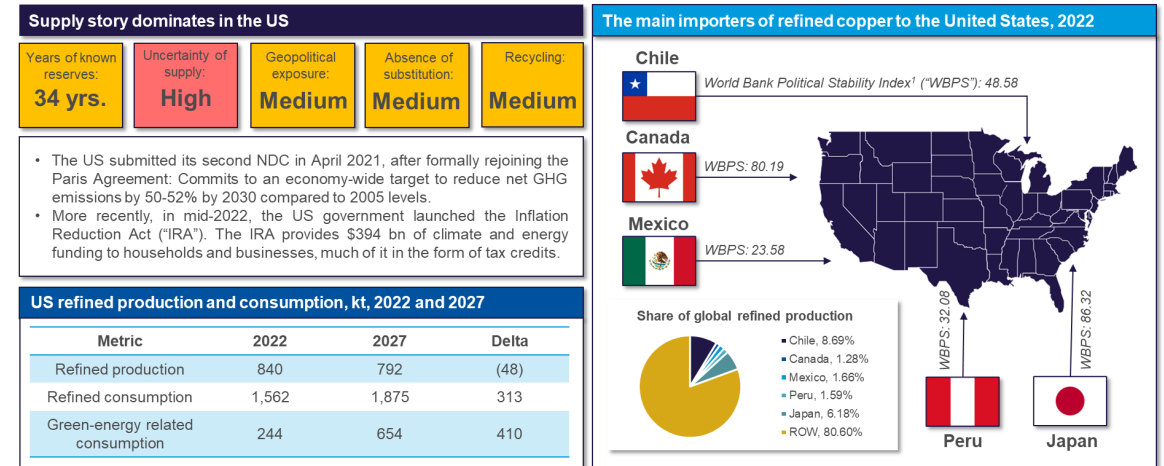 Supply story dominates in the US
Years of known
reserves:
34 yrs.
Uncertainty of
supply:
High
Geopolitical
exposure:
Medium
Absence of
substitution:
Medium
Recycling:
Medium
• The US submitted its second NDC in April 2021, after formally rejoining the
Paris Agreement: Commits to an economy-wide target to reduce net GHG
emissions by 50-52% by 2030 compared to 2005 levels.
• More recently, in mid-2022, the US government launched the Inflation
Reduction Act (“IRA”). The IRA provides $394 bn of climate and energy
funding to households and businesses, much of it in the form of tax credits.
US refined production and consumption, kt, 2022 and 2027
Metric 2022 2027 Delta
Refined production 840 792 (48)
Refined consumption 1,562 1,875 313
Green-energy related
consumption 244 654 410
The main importers of refined copper to the United States, 2022
Chile
World Bank Political Stability Index¹ (“WBPS”): 48.58
Canada
WBPS: 80.19
Mexico
WBPS: 23.58
Share of global refined production
Chile, 8.69%
Canada, 1.28%
Mexico, 1.66%
Peru, 1.59%
Japan, 6.18%
ROW, 80.60%
WBPS: 32.08
Peru
WBPS: 86.32
Japan